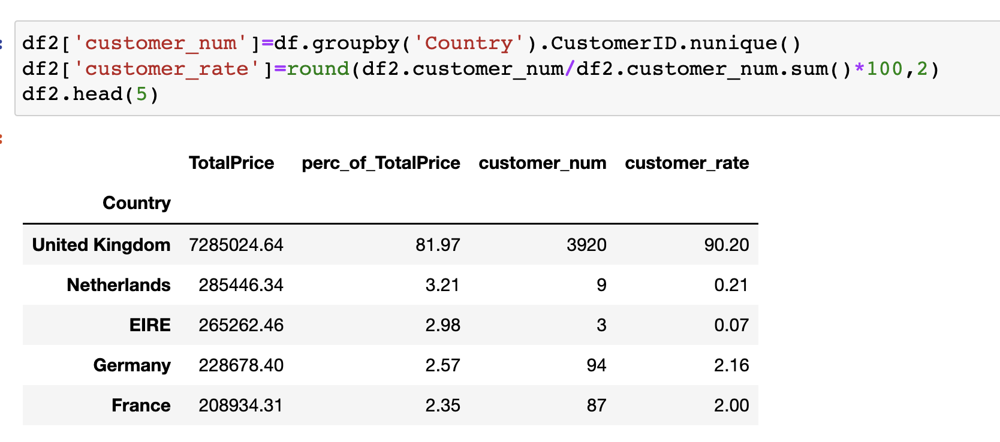 df2['customer_num']=df.groupby('Country').CustomerID.nunique()
df2['customer_rate']=round(df2.customer_num/df2.customer_num.sum()*100,2)
df2.head(5)
TotalPrice perc_of_TotalPrice customer_num customer_rate
Country
United Kingdom 7285024.64 81.97 3920 90.20
Netherlands 285446.34 3.21 9 0.21
EIRE 265262.46 2.98 3 0.07
Germany 228678.40 2.57 94 2.16
France 208934.31 2.35 87 2.00